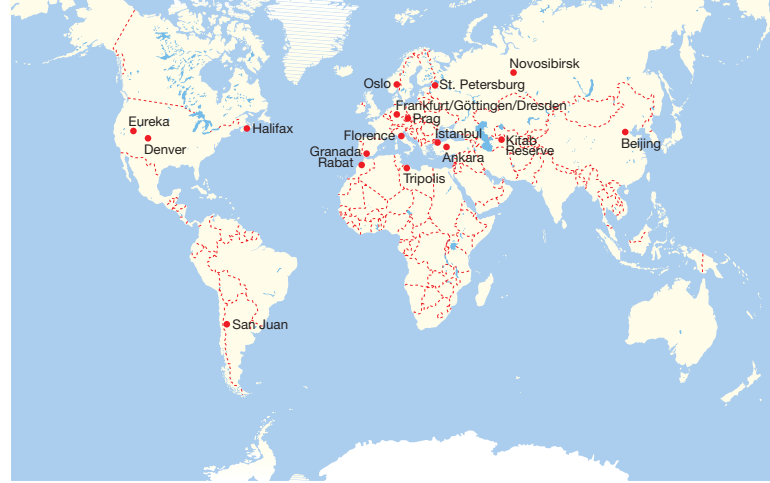 Novosibirsk
Oslo
St. Petersburg
Frankfurt/Göttingen/Dresden
Prag
Eureka
Halifax
Denver
Florence
Istanbul
Kitab
Reserve
Beijing
Granada
Ankara
Rabat
Tripolis
San Juan